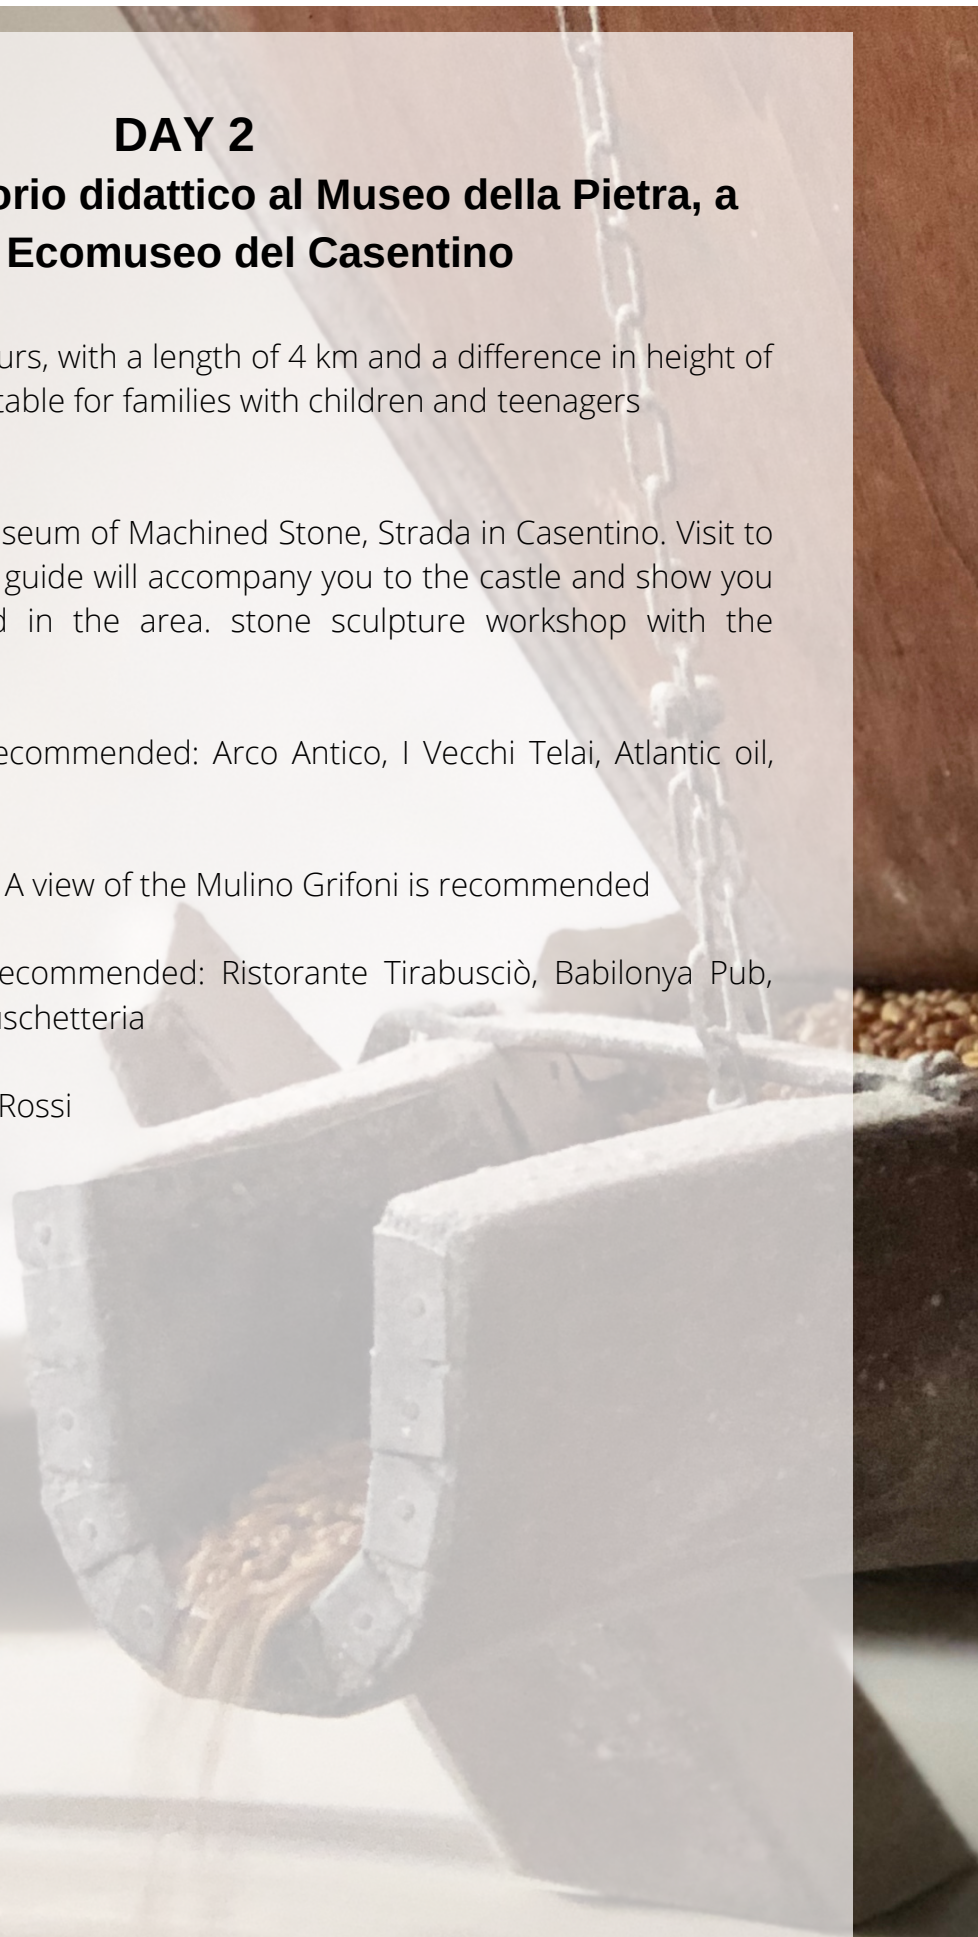 DAY 2
orio didattico al Museo della Pietra, a
Ecomuseo del Casentino
urs, with a length of 4 km and a difference in height of
table for families with children and teenagers
seum of Machined Stone, Strada in Casentino. Visit to
guide will accompany you to the castle and show you
d in the area. stone sculpture workshop with the
ecommended: Arco Antico, I Vecchi Telai, Atlantic oil,
A view of the Mulino Grifoni is recommended
ecommended: Ristorante Tirabusciò, Babilonya Pub,
uschetteria
Rossi